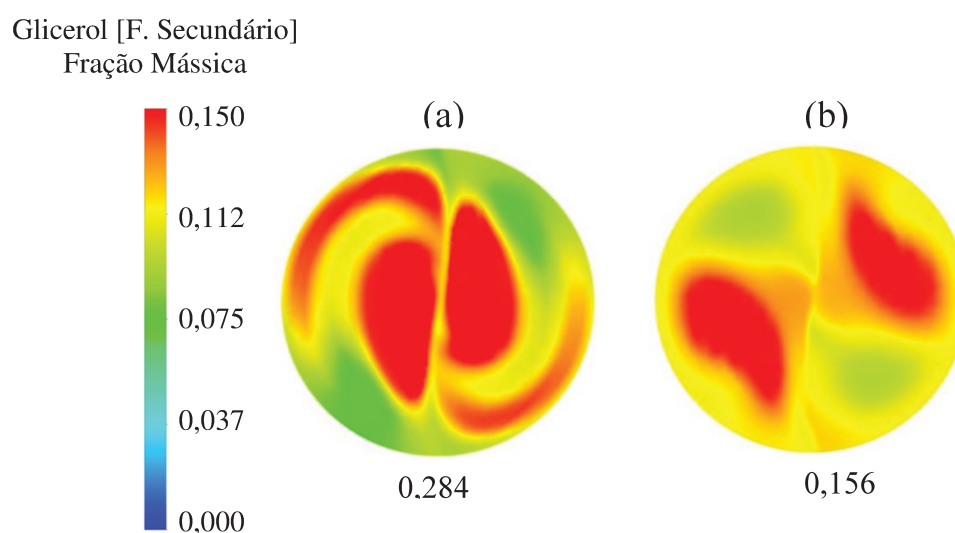 Glicerol [F. Secundário]
Fração Mássica
0,150
0,112
0,075
0,037
0,000
(a)
0,284
(b)
0,156